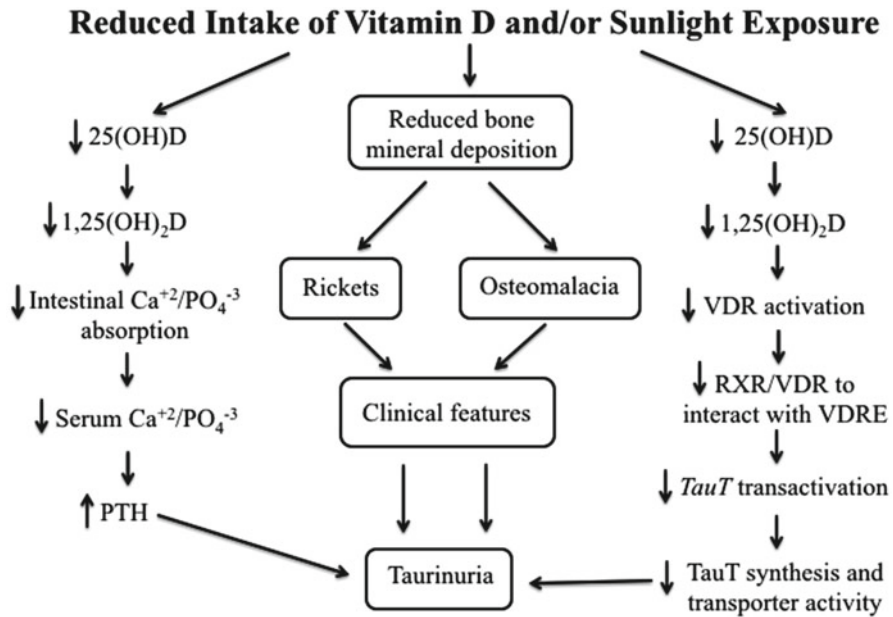 Reduced Intake of Vitamin D and/or Sunlight Exposure
↓ 25(OH)D
↓ 1,25(OH)₂D
↓ Intestinal Ca⁺²/PO₄⁻³
absorption
↓ Serum Ca⁺²/PO₄⁻³
↑ PTH
Reduced bone
mineral deposition
Rickets
Osteomalacia
Clinical features
Taurinuria
↓ 25(OH)D
↓ 1,25(OH)₂D
↓ VDR activation
↓ RXR/VDR to
interact with VDRE
↓ TauT transactivation
↓ TauT synthesis and
transporter activity